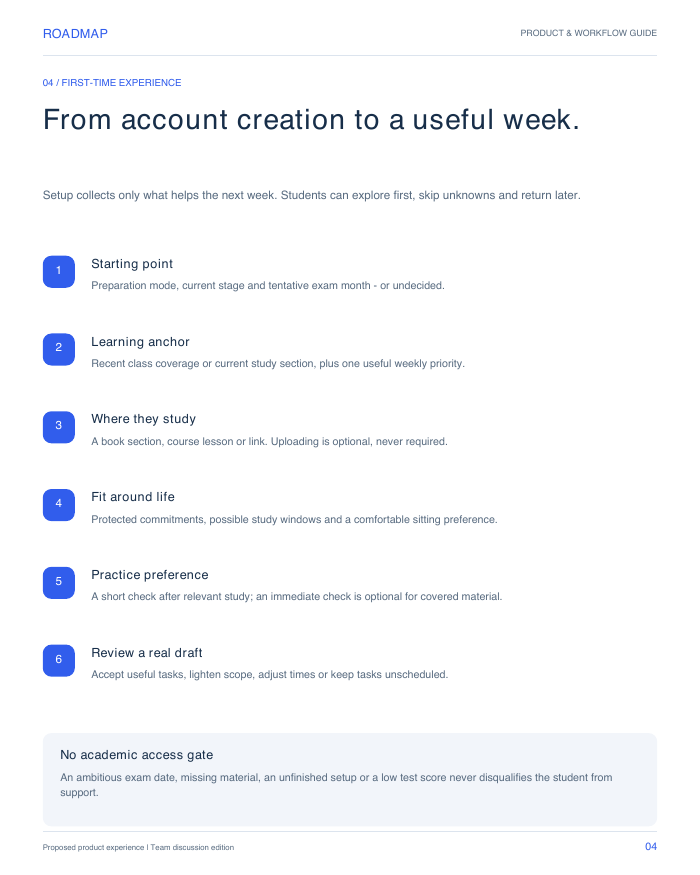 ROADMAP
PRODUCT & WORKFLOW GUIDE
04 / FIRST-TIME EXPERIENCE
From account creation to a useful week.
Setup collects only what helps the next week. Students can explore first, skip unknowns and return later.
1
Starting point
Preparation mode, current stage and tentative exam month - or undecided.
2
Learning anchor
Recent class coverage or current study section, plus one useful weekly priority.
3
Where they study
A book section, course lesson or link. Uploading is optional, never required.
4
Fit around life
Protected commitments, possible study windows and a comfortable sitting preference.
5
Practice preference
A short check after relevant study; an immediate check is optional for covered material.
6
Review a real draft
Accept useful tasks, lighten scope, adjust times or keep tasks unscheduled.
No academic access gate
An ambitious exam date, missing material, an unfinished setup or a low test score never disqualifies the student from
support.
Proposed product experience | Team discussion edition
04